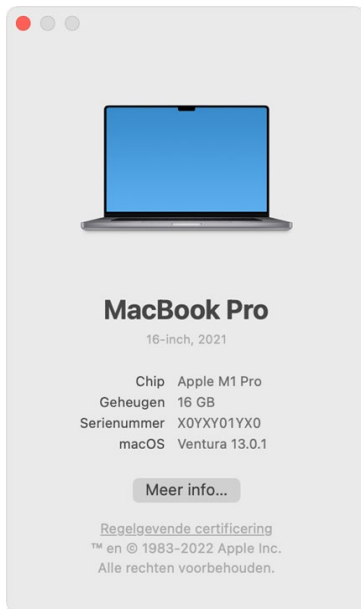 MacBook Pro
16-inch, 2021
Chip Apple M1 Pro
Geheugen 16 GB
Serienummer X0YXY01YX0
macOS Ventura 13.0.1
Meer info...
Regelgevende certificering
™ en © 1983-2022 Apple Inc.
Alle rechten voorbehouden.